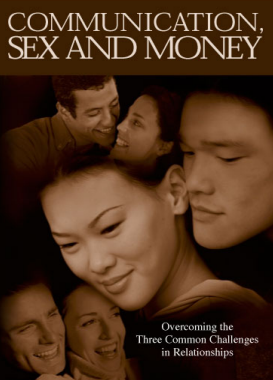 COMMUNICATION,
SEX AND MONEY
Overcoming the
Three Common Challenges
in Relationships